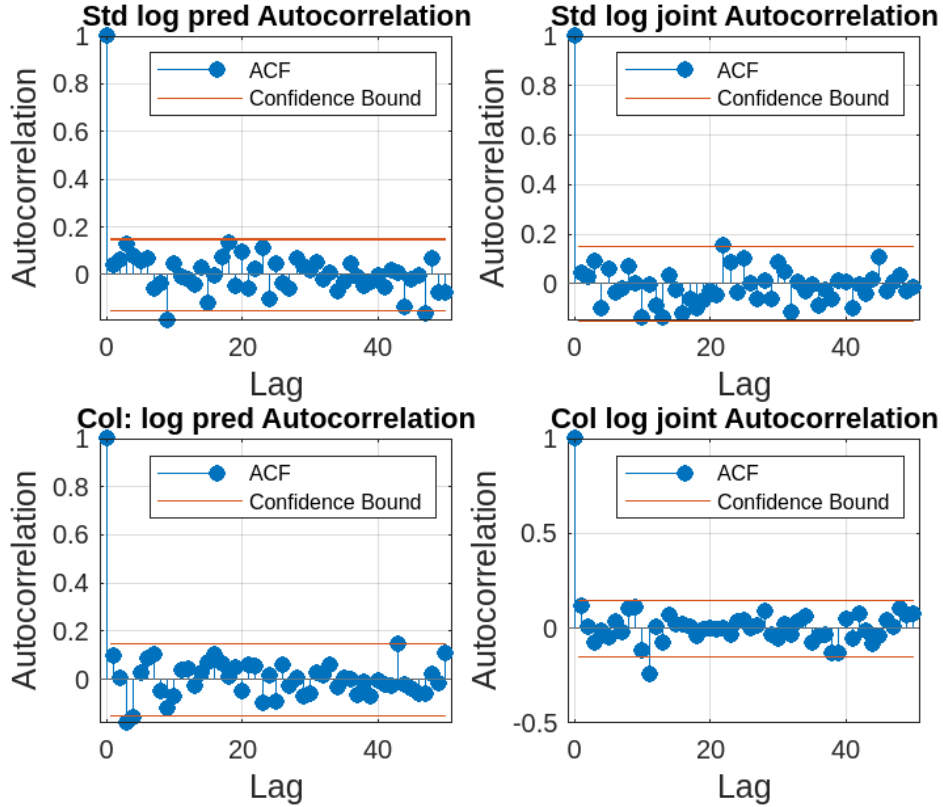 Std log pred Autocorrelation
1
0.8
0.6
0.4
0.2
0
0
20
40
Autocorrelation
Lag
ACF
Confidence Bound
Std log joint Autocorrelation
1
0.8
0.6
0.4
0.2
0
0
20
40
Autocorrelation
Lag
ACF
Confidence Bound
Col: log pred Autocorrelation
1
0.8
0.6
0.4
0.2
0
0
20
40
Autocorrelation
Lag
ACF
Confidence Bound
Col log joint Autocorrelation
1
0.5
0
-0.5
0
20
40
Autocorrelation
Lag
ACF
Confidence Bound